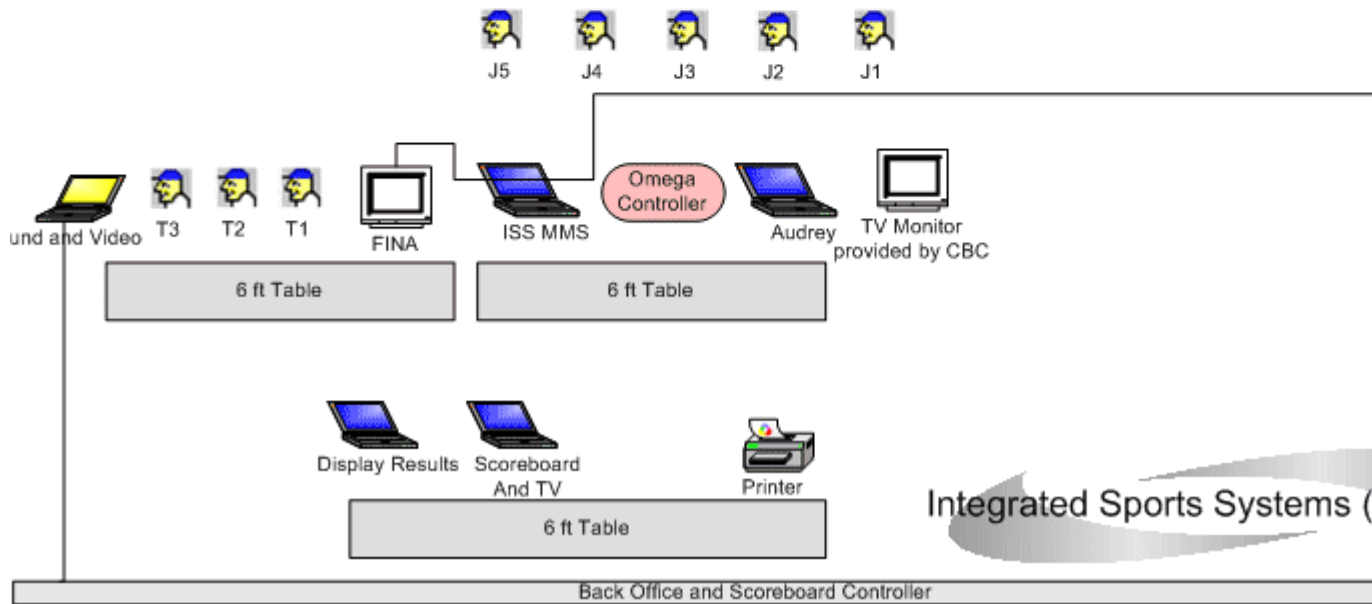 J5 J4 J3 J2 J1
T3 T2 T1
und and Video
FINA
ISS MMS
Omega
Controller
Audrey
TV Monitor
provided by CBC
6 ft Table
6 ft Table
Display Results
Scoreboard
And TV
Printer
6 ft Table
Integrated Sports Systems (
Back Office and Scoreboard Controller